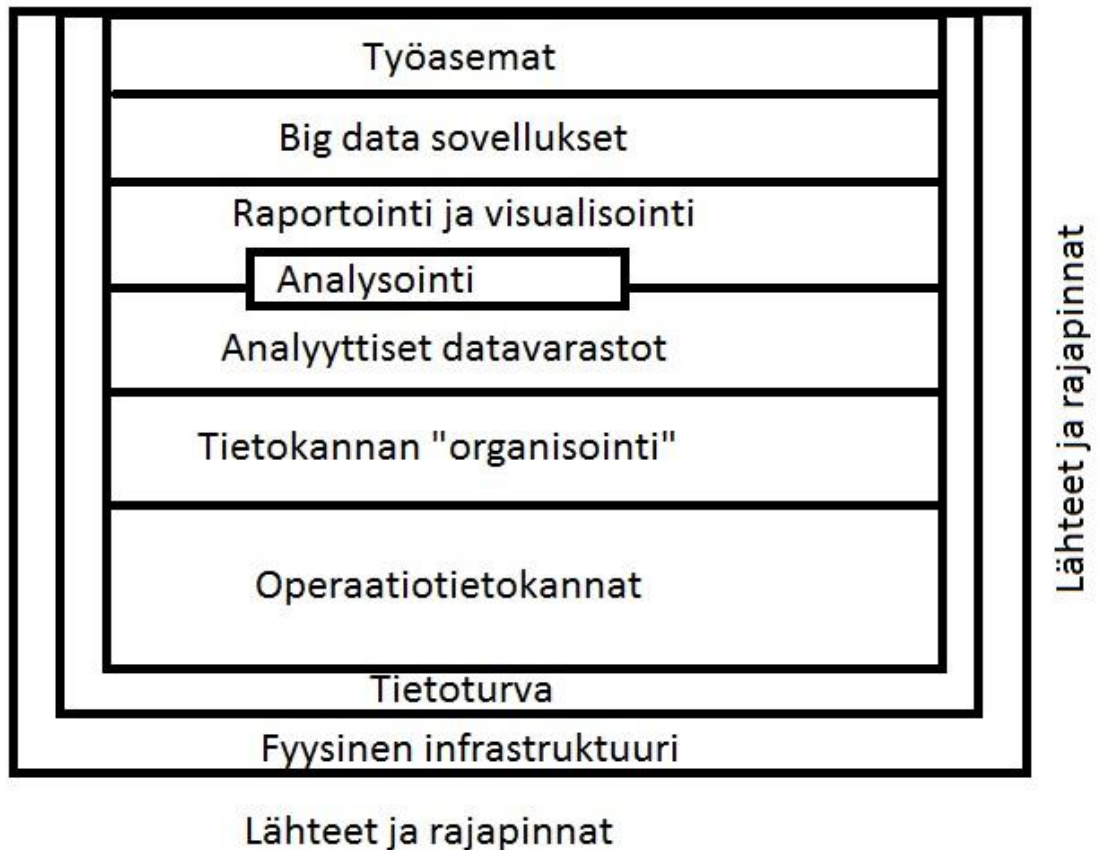 Työasemat
Big data sovellukset
Raportointi ja visualisointi
Analysointi
Analyyttiset datavarastot
Tietokannan "organisointi"
Operaatiotietokannat
Tietoturva
Fyysinen infrastruktuuri
Lähteet ja rajapinnat
Lähteet ja rajapinnat